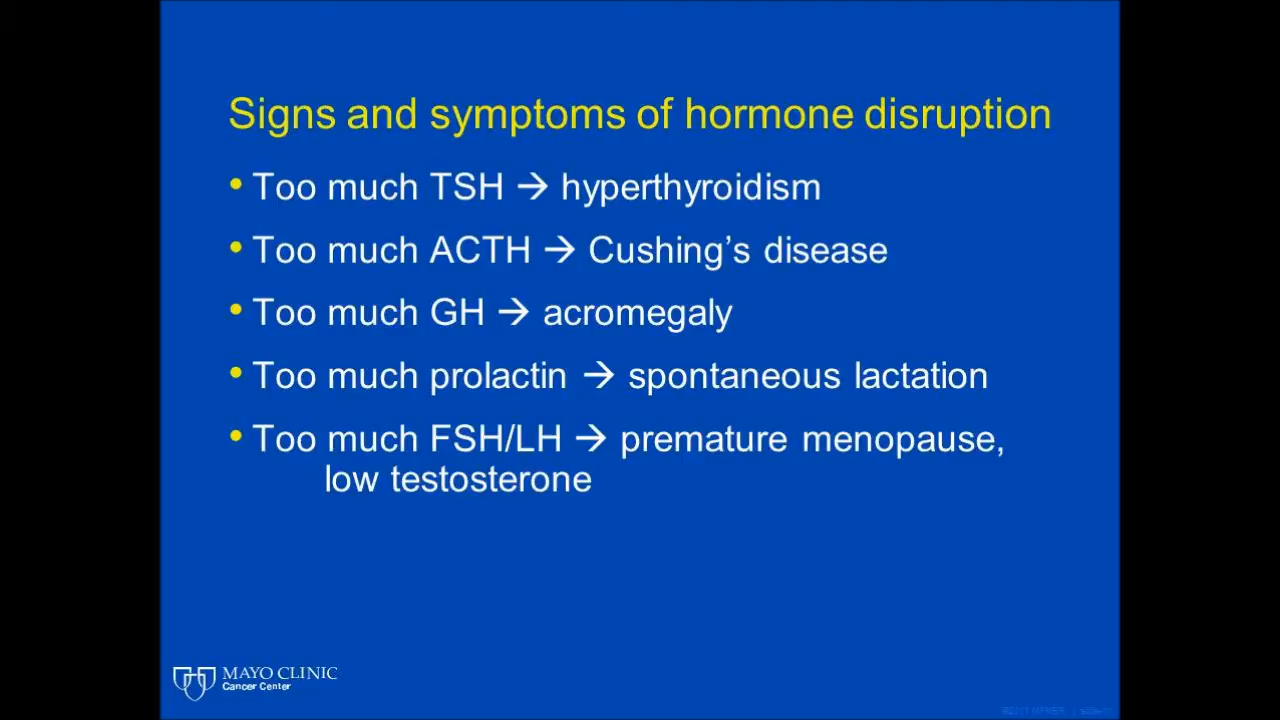 Signs and symptoms of hormone disruption
• Too much TSH → hyperthyroidism
• Too much ACTH → Cushing’s disease
• Too much GH → acromegaly
• Too much prolactin → spontaneous lactation
• Too much FSH/LH → premature menopause,
low testosterone
MAYO CLINIC
Cancer Center